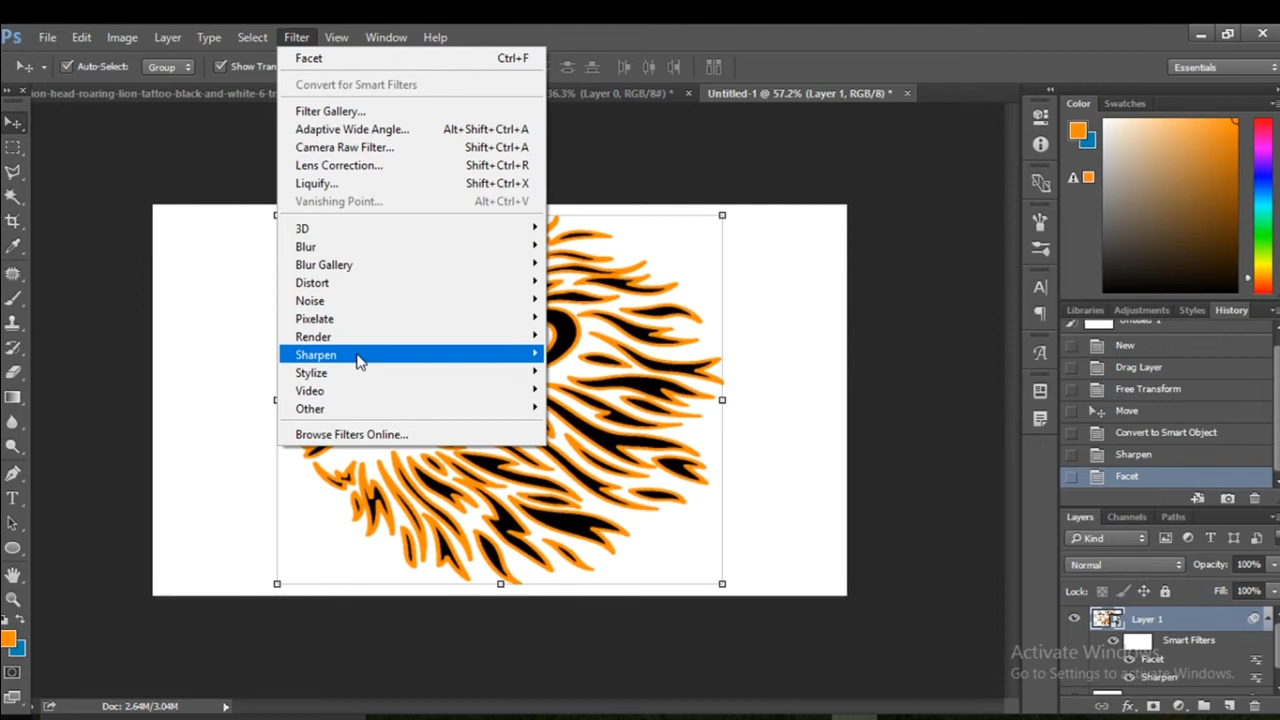 Ps File Edit Image Layer Type Select Filter View Window Help
Auto-Select: Group Show Tran Essentials
ion-head-roaring-lion-tattoo-black-and-white-6-tr 36.3% (Layer 0, RGB/8#) * Untitled-1 @ 57.2% (Layer 1, RGB/8) *
Facet Ctrl+F
Convert for Smart Filters
Filter Gallery...
Adaptive Wide Angle... Alt+Shift+Ctrl+A
Camera Raw Filter... Shift+Ctrl+A
Lens Correction... Shift+Ctrl+R
Liquify... Shift+Ctrl+X
Vanishing Point... Alt+Ctrl+V
3D
Blur
Blur Gallery
Distort
Noise
Pixelate
Render
Sharpen
Stylize
Video
Other
Browse Filters Online...
Color Swatches
Libraries Adjustments Styles History
New
Drag Layer
Free Transform
Move
Convert to Smart Object
Sharpen
Facet
Layers Channels Paths
Kind
Normal Opacity: 100%
Lock: Fill: 100%
Layer 1
Smart Filters
Facet
Sharpen
Activate Windows
Go to Settings to activate Windows.
Doc: 2.64M/3.04M